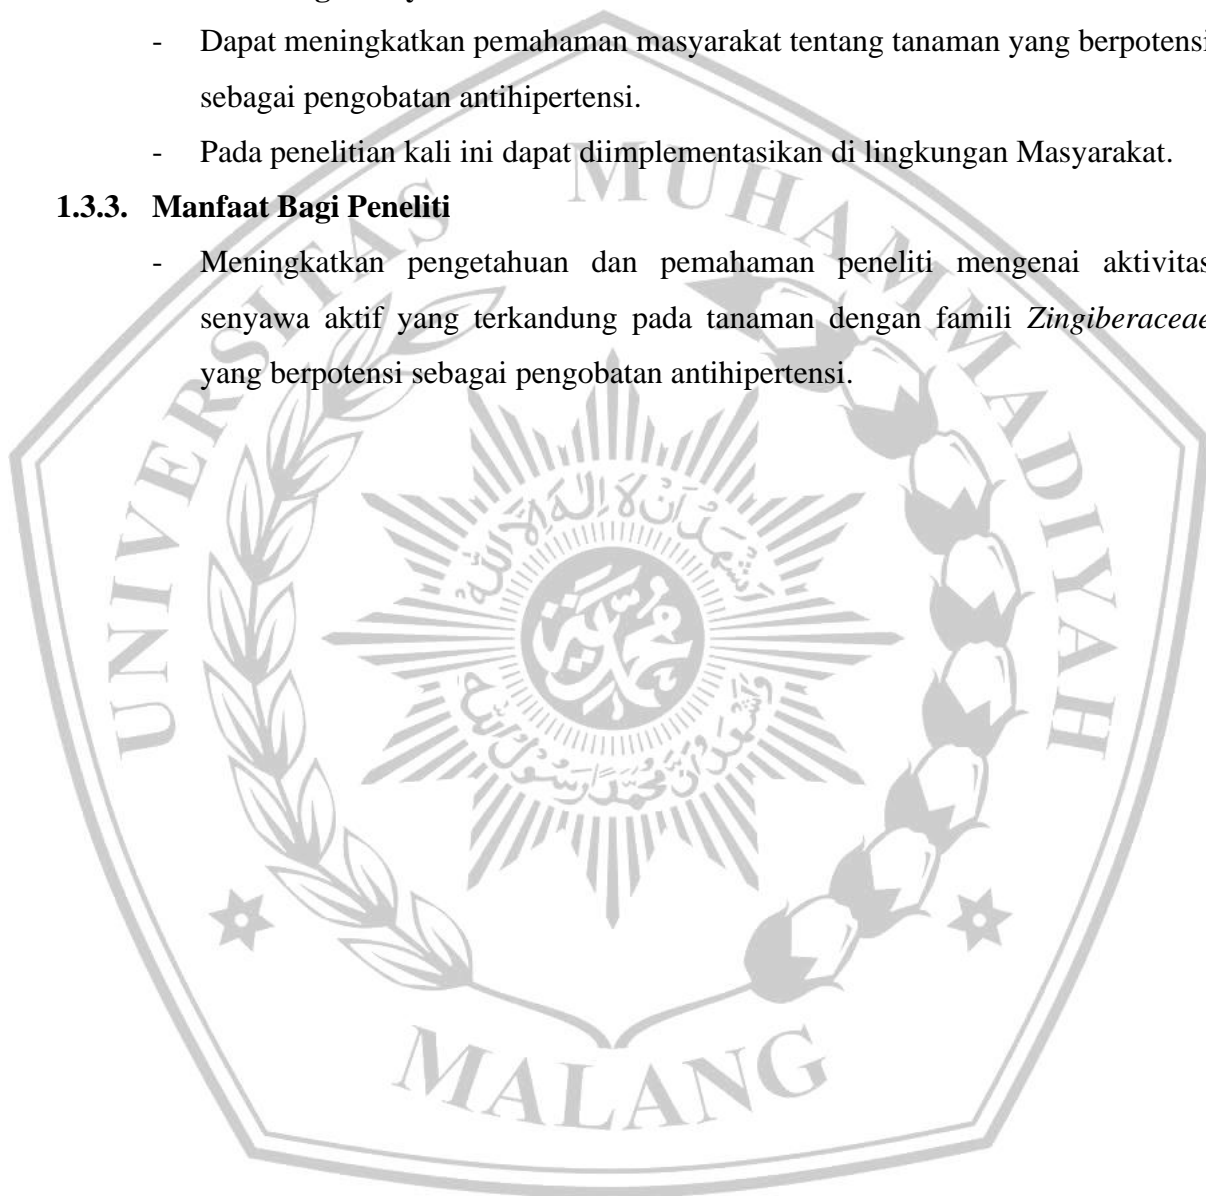 - Dapat meningkatkan pemahaman masyarakat tentang tanaman yang berpotensi
sebagai pengobatan antihipertensi.
- Pada penelitian kali ini dapat diimplementasikan di lingkungan Masyarakat.
1.3.3. Manfaat Bagi Peneliti
- Meningkatkan pengetahuan dan pemahaman peneliti mengenai aktivitas
senyawa aktif yang terkandung pada tanaman dengan famili Zingiberaceae
yang berpotensi sebagai pengobatan antihipertensi.
UNIVERSITAS MUHAMMADIYAH
MALANG